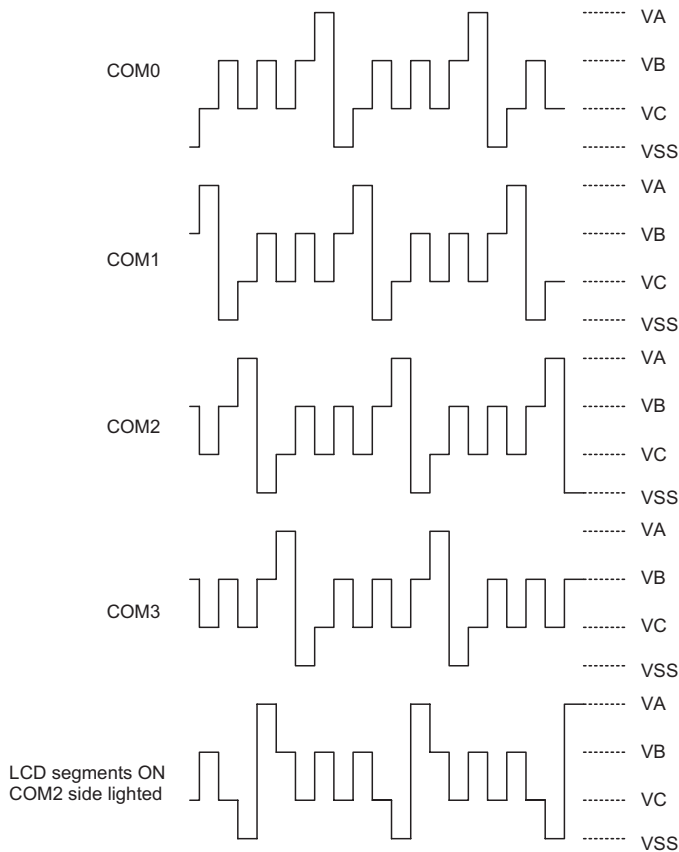 VA
COM0
VB
VC
VSS
VA
COM1
VB
VC
VSS
VA
COM2
VB
VC
VSS
VA
COM3
VB
VC
VSS
VA
VB
LCD segments ON
COM2 side lighted
VC
VSS